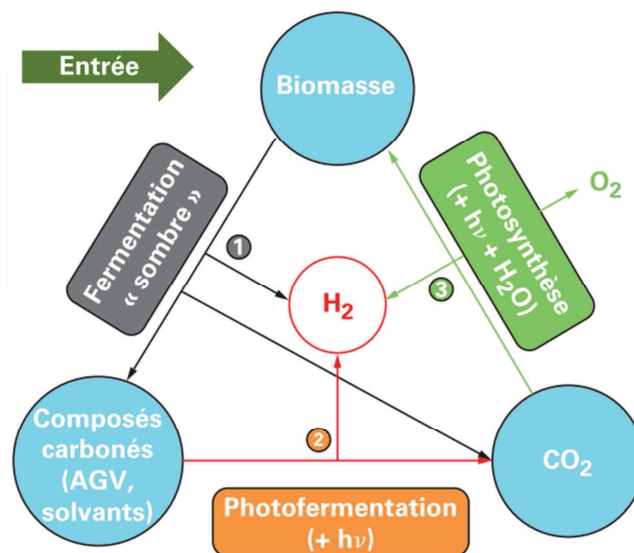 Entrée
Biomasse
Fermentation
« sombre »
1
Photosynthèse
(+ hν + H₂O)
O₂
3
H₂
Composés
carbonés
(AGV,
solvants)
2
CO₂
Photofermentation
(+ hν)